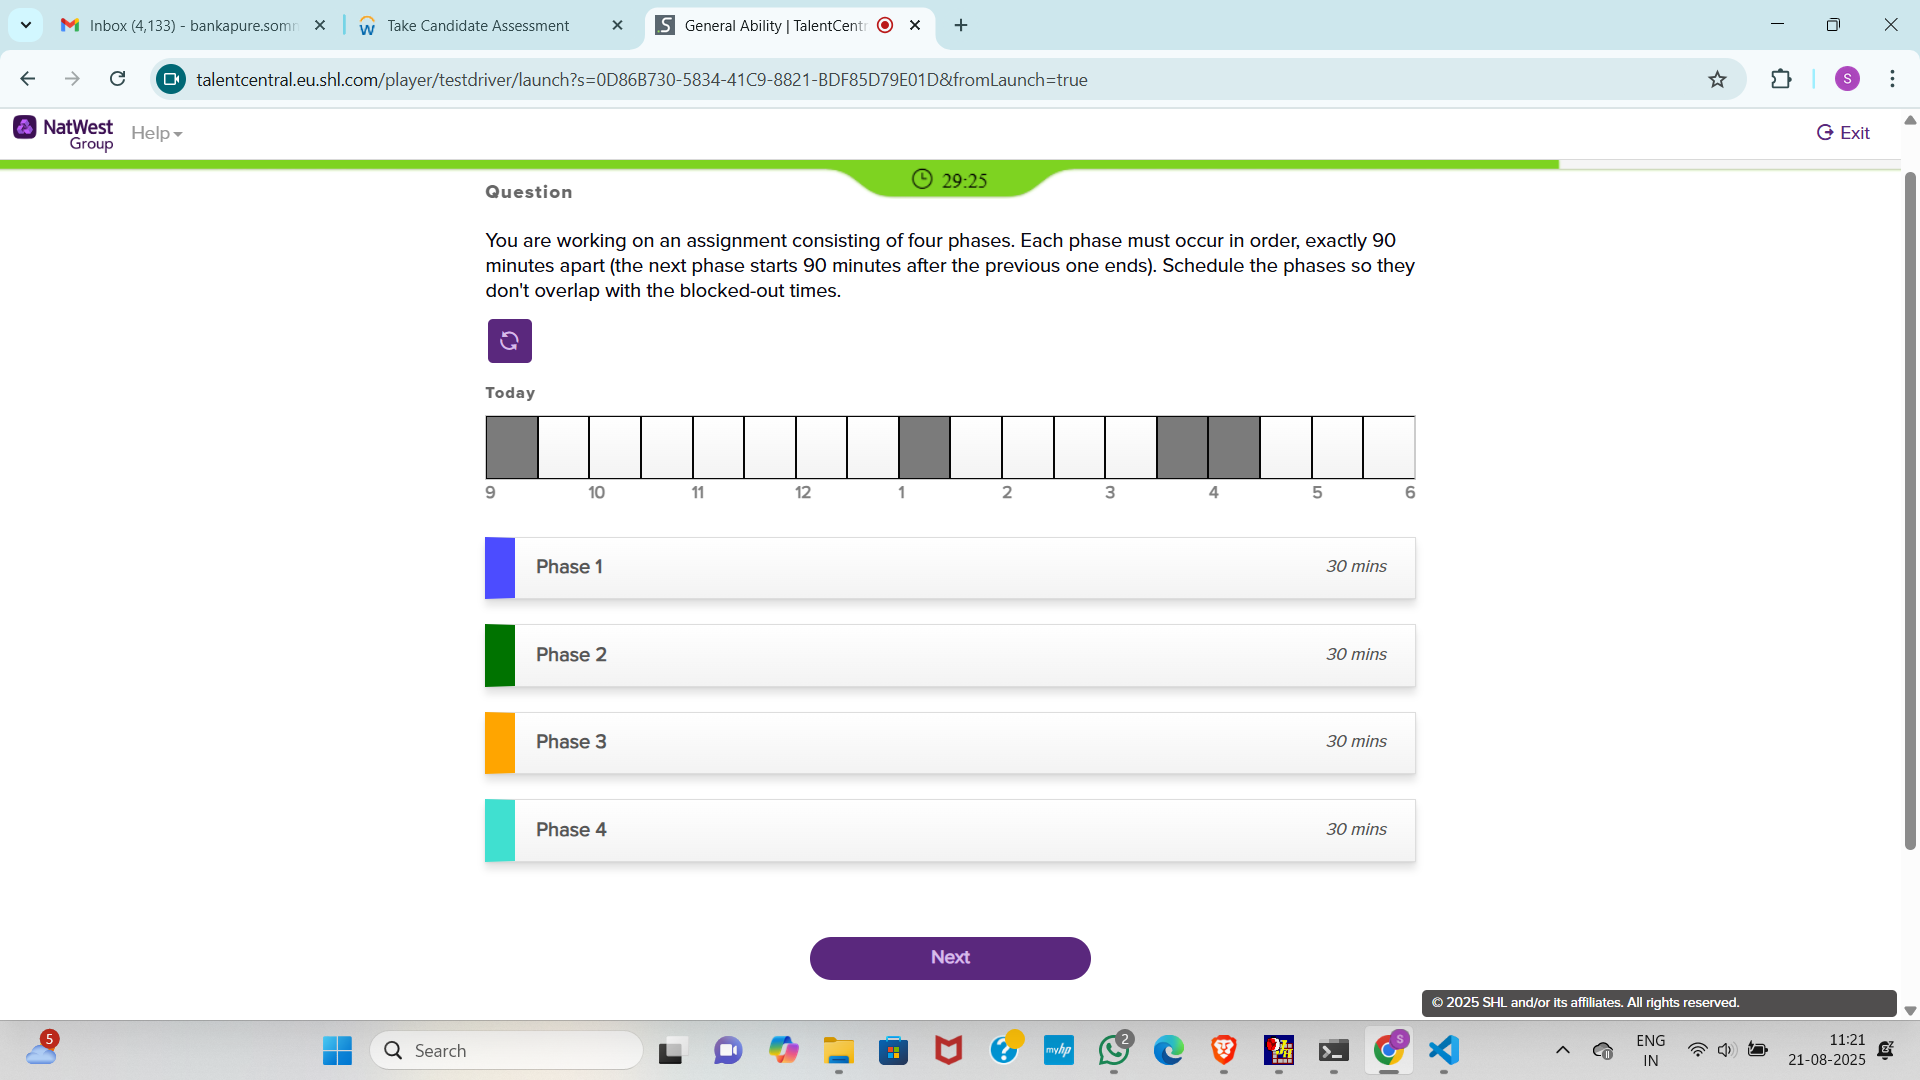 Inbox (4,133) - bankapure.somn
Take Candidate Assessment
General Ability | TalentCentr
talentcentral.eu.shl.com/player/testdriver/launch?s=0D86B730-5834-41C9-8821-BDF85D79E01D&fromLaunch=true
S
NatWest
Group
Help
Exit
29:25
Question
You are working on an assignment consisting of four phases. Each phase must occur in order, exactly 90
minutes apart (the next phase starts 90 minutes after the previous one ends). Schedule the phases so they
don't overlap with the blocked-out times.
Today
9 10 11 12 1 2 3 4 5 6
Phase 1 30 mins
Phase 2 30 mins
Phase 3 30 mins
Phase 4 30 mins
Next
© 2025 SHL and/or its affiliates. All rights reserved.
5
Search
myhp
2
S
ENG
IN
11:21
21-08-2025